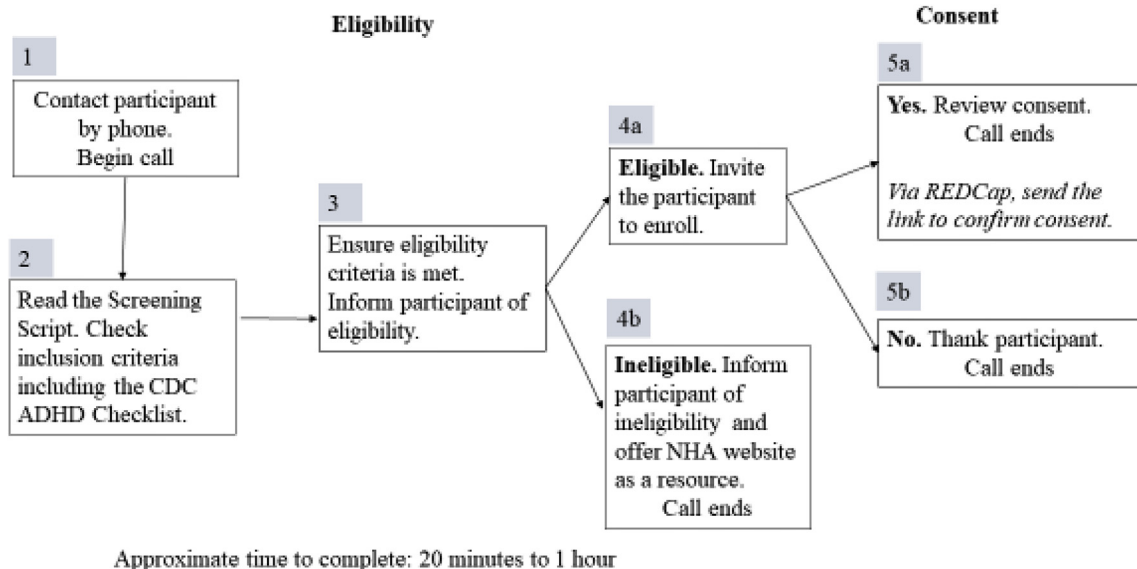 Eligibility
Consent
1
Contact participant
by phone.
Begin call
2
Read the Screening
Script. Check
inclusion criteria
including the CDC
ADHD Checklist.
3
Ensure eligibility
criteria is met.
Inform participant of
eligibility.
4a
Eligible. Invite
the participant
to enroll.
4b
Ineligible. Inform
participant of
ineligibility and
offer NHA website
as a resource.
Call ends
5a
Yes. Review consent.
Call ends
Via REDCap, send the
link to confirm consent.
5b
No. Thank participant.
Call ends
Approximate time to complete: 20 minutes to 1 hour